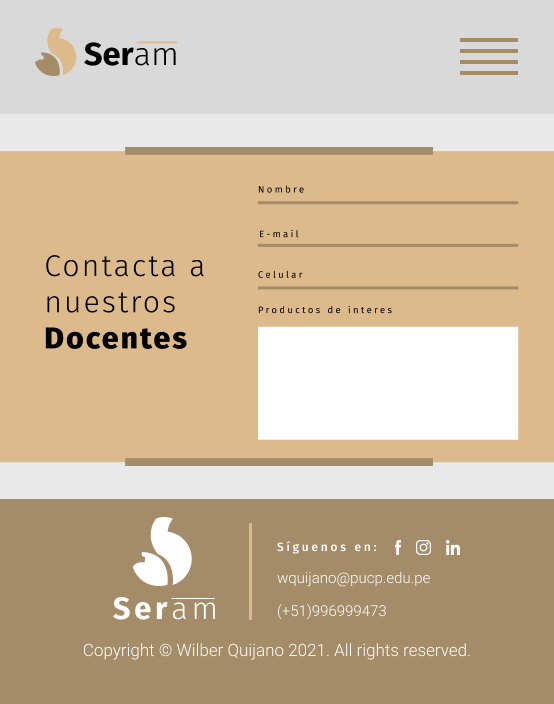 Seram
Nombre
E-mail
Celular
Productos de interes
Contacta a
nuestros
Docentes
Seram
Síguenos en:
wquijano@pucp.edu.pe
(+51)996999473
Copyright © Wilber Quijano 2021. All rights reserved.